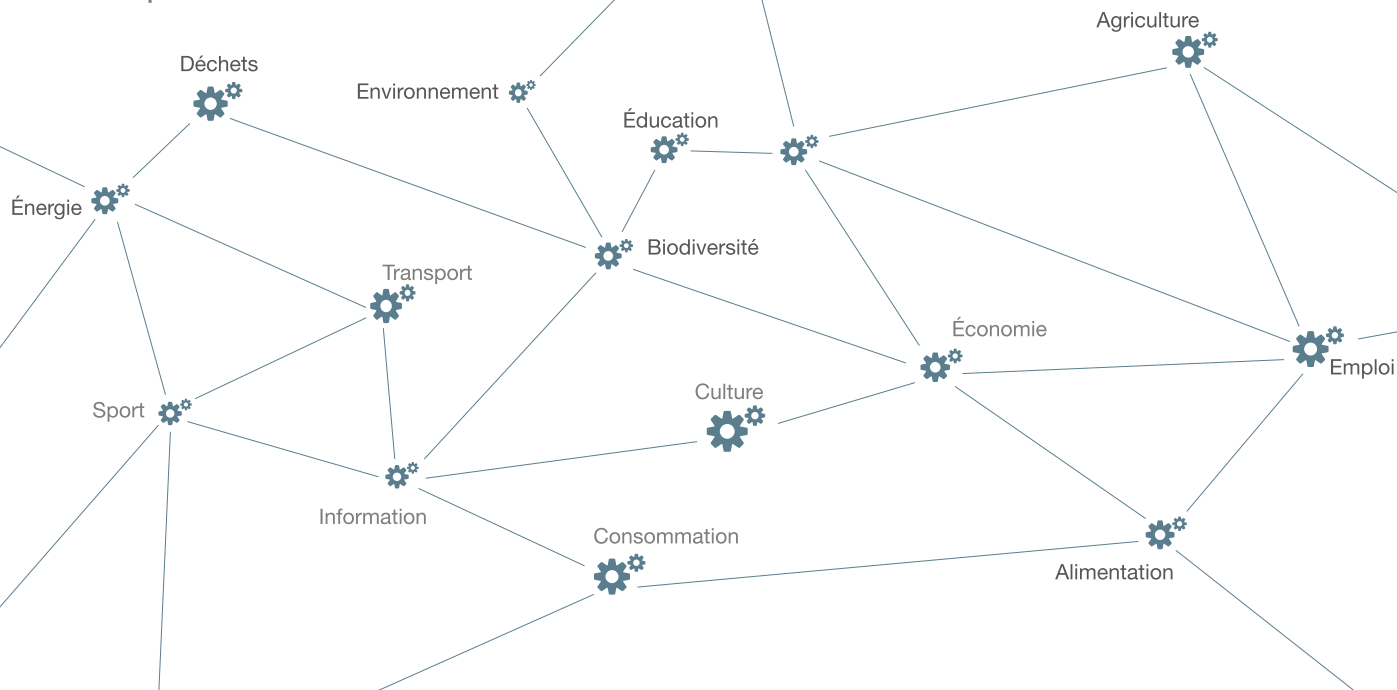 Agriculture
Déchets
Environnement
Éducation
Énergie
Biodiversité
Transport
Économie
Emploi
Culture
Sport
Information
Consommation
Alimentation